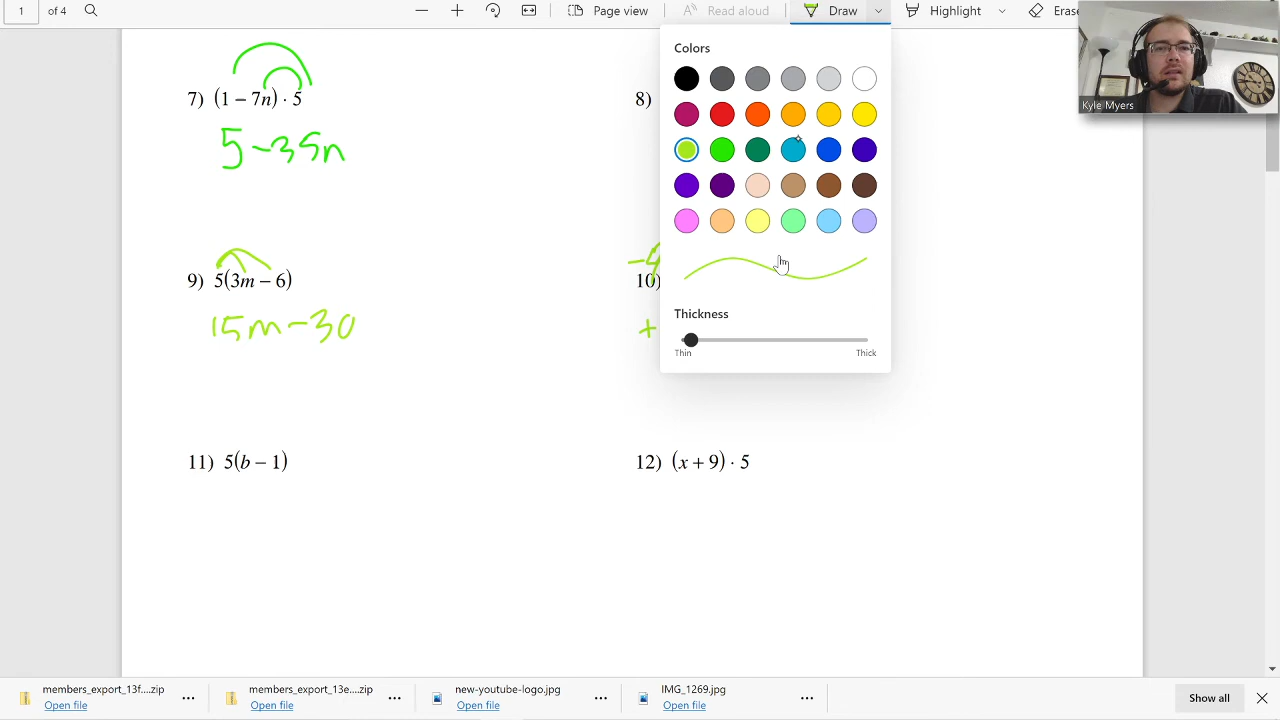 1 of 4 Page view Read aloud Draw Highlight Erase
Kyle Myers
Colors
7) (1 − 7n) · 5
8)
5 − 35n
9) 5(3m − 6)
10)
15m − 30
+
Thickness
Thin Thick
11) 5(b − 1)
12) (x + 9) · 5
members_export_13f....zip
Open file
members_export_13e....zip
Open file
new-youtube-logo.jpg
Open file
IMG_1269.jpg
Open file
Show all